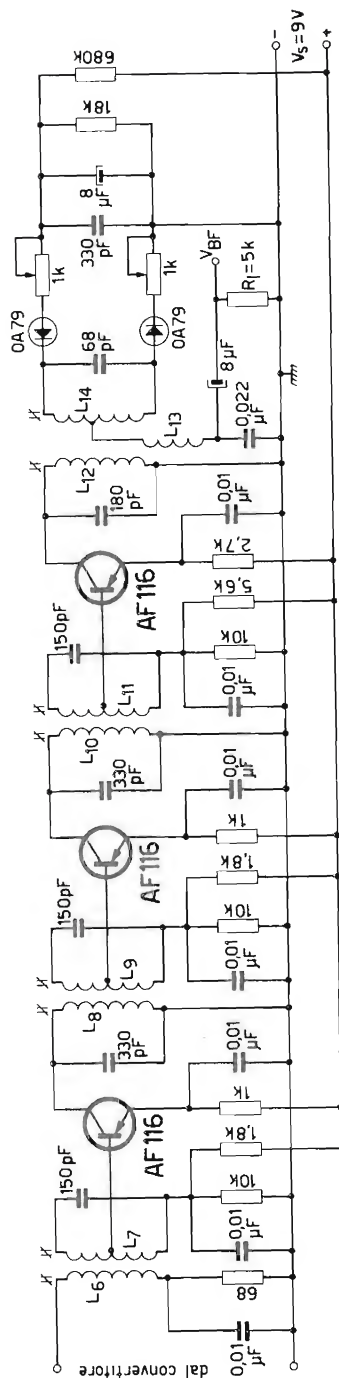 dal convertitore
0,01 µF
68
L6
L7
0,01 µF
10k
1,8k
150pF
AF116
1k
0,01 µF
330 pF
L8
L9
0,01 µF
10k
1,8k
150pF
AF116
1k
0,01 µF
330 pF
L10
L11
0,01 µF
10k
5,6k
150pF
AF116
2,7k
0,01 µF
180 pF
L12
L13
L14
0,022 µF
8µF
VBF
Rl=5k
68 pF
0A79
0A79
1k
1k
330 pF
8 µF
18k
680k
-
Vs=9V
+